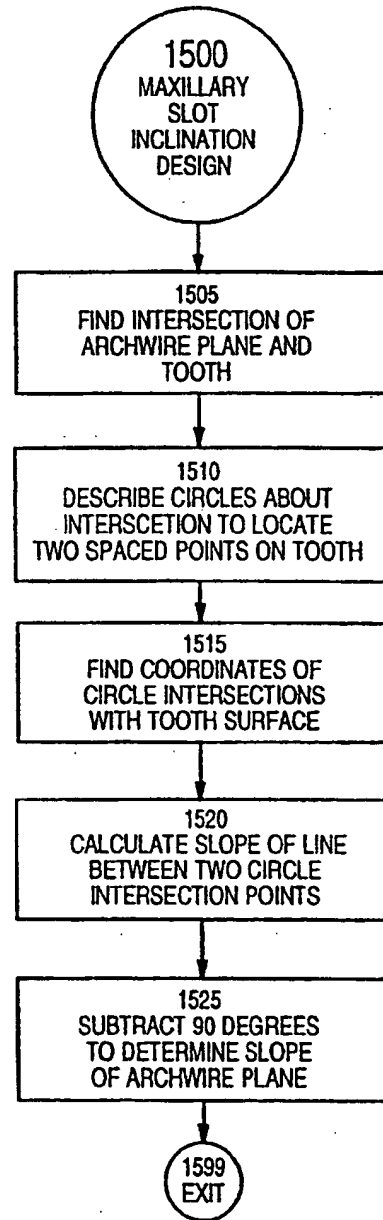 1500
MAXILLARY
SLOT
INCLINATION
DESIGN
1505
FIND INTERSECTION OF
ARCHWIRE PLANE AND
TOOTH
1510
DESCRIBE CIRCLES ABOUT
INTERSCETION TO LOCATE
TWO SPACED POINTS ON TOOTH
1515
FIND COORDINATES OF
CIRCLE INTERSECTIONS
WITH TOOTH SURFACE
1520
CALCULATE SLOPE OF LINE
BETWEEN TWO CIRCLE
INTERSECTION POINTS
1525
SUBTRACT 90 DEGREES
TO DETERMINE SLOPE
OF ARCHWIRE PLANE
1599
EXIT